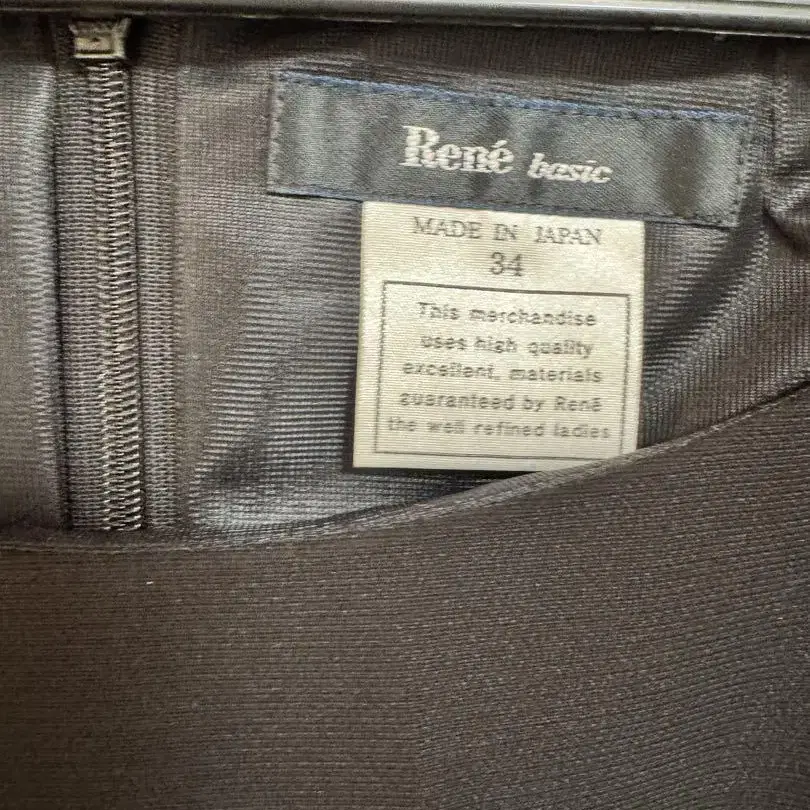 René basic
MADE IN JAPAN
34
This merchandise
uses high quality
excellent, materials
guaranteed by René
the well refined ladies